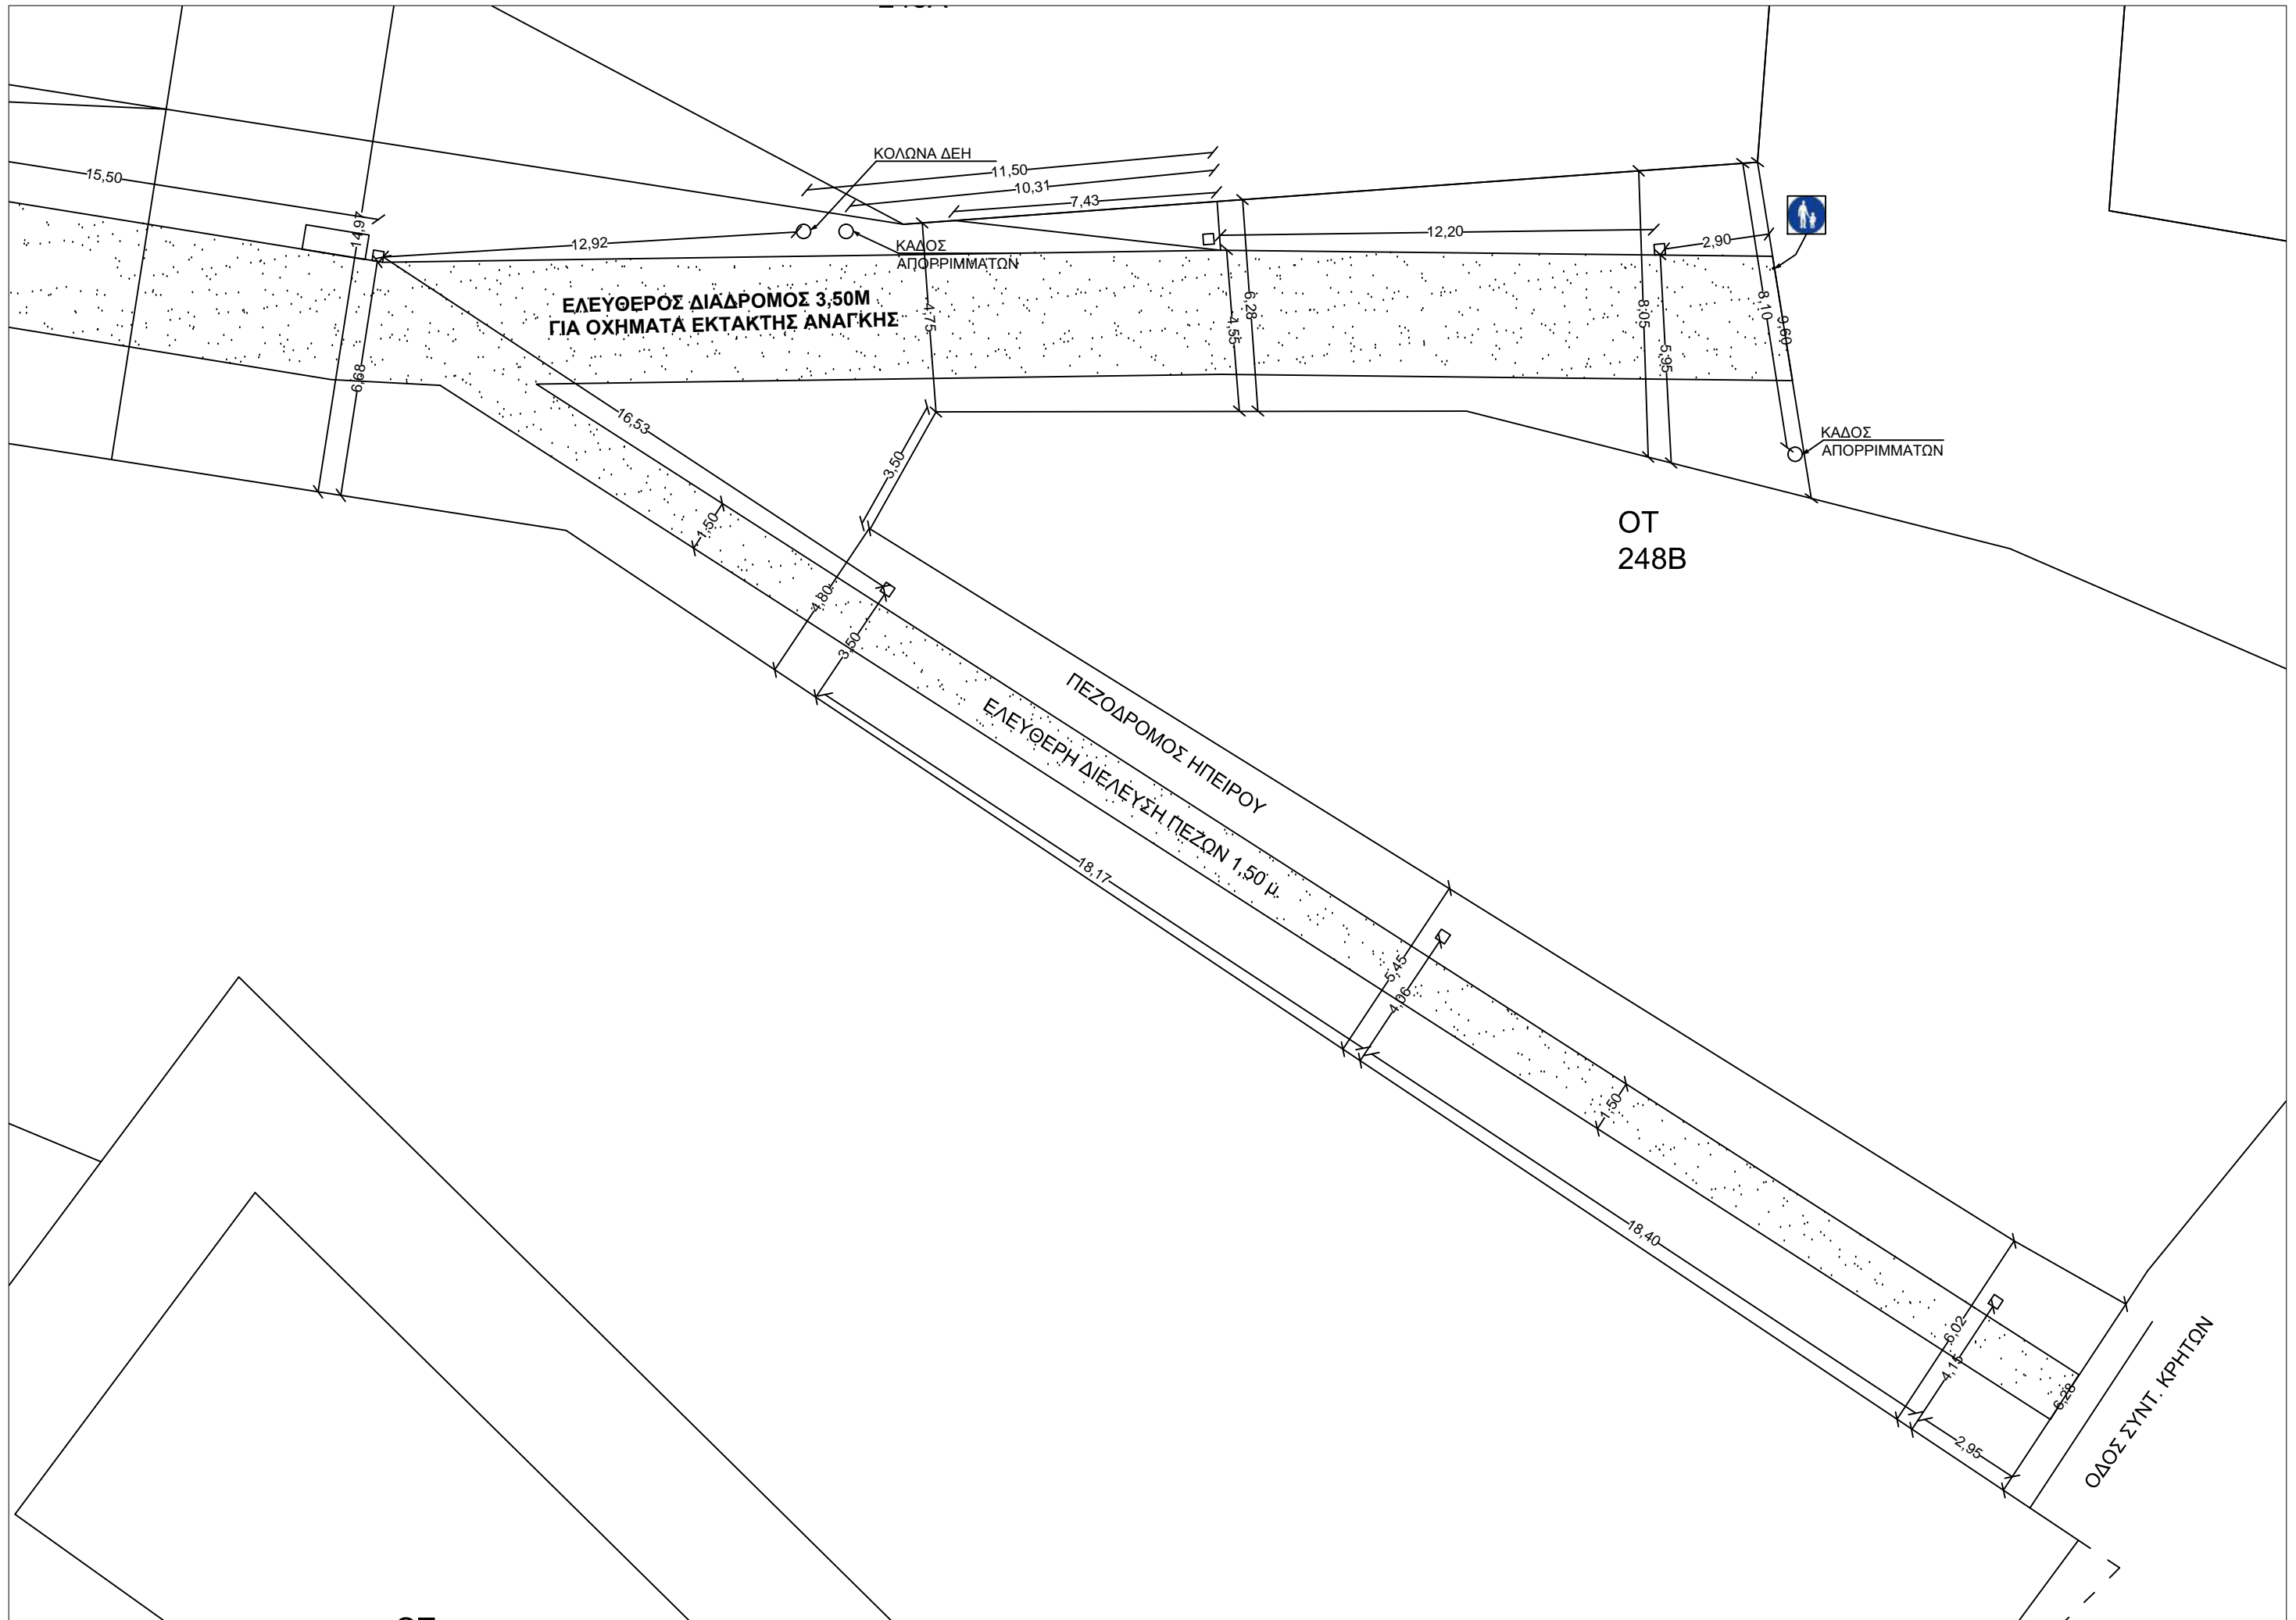 15,50
14,97
ΚΟΛΩΝΑ ΔΕΗ
11,50
10,31
7,43
12,92
ΚΑΔΟΣ
ΑΠΟΡΡΙΜΜΑΤΩΝ
12,20
2,90
ΕΛΕΥΘΕΡΟΣ ΔΙΑΔΡΟΜΟΣ 3,50Μ
ΓΙΑ ΟΧΗΜΑΤΑ ΕΚΤΑΚΤΗΣ ΑΝΑΓΚΗΣ
4,75
4,55
6,28
8,05
5,95
8,10
9,60
6,68
16,53
3,50
ΚΑΔΟΣ
ΑΠΟΡΡΙΜΜΑΤΩΝ
ΟΤ
248Β
1,50
4,80
3,50
ΠΕΖΟΔΡΟΜΟΣ ΗΠΕΙΡΟΥ
ΕΛΕΥΘΕΡΗ ΔΙΕΛΕΥΣΗ ΠΕΖΩΝ 1,50 μ.
18,17
5,45
4,06
1,50
18,40
6,02
4,15
6,28
2,95
ΟΔΟΣ ΣΥΝΤ. ΚΡΗΤΩΝ